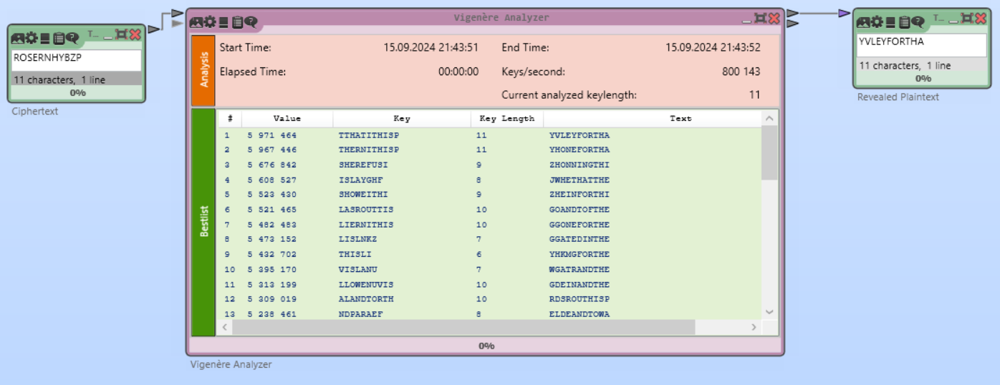 Vigenère Analyzer
T...
ROSERNHYBZP
11 characters, 1 line
0%
Ciphertext
Analysis
Start Time: 15.09.2024 21:43:51 End Time: 15.09.2024 21:43:52
Elapsed Time: 00:00:00 Keys/second: 800 143
Current analyzed keylength: 11
Bestlist
# Value Key Key Length Text
1 5 971 464 TTHATITHISP 11 YVLEYFORTHA
2 5 967 446 THERNITHISP 11 YHONEFORTHA
3 5 676 842 SHEREFUSI 9 ZHONNINGTHI
4 5 608 527 ISLAYGHF 8 JWHETHATTHE
5 5 523 430 SHOWEITHI 9 ZHEINFORTHI
6 5 521 465 LASROUTTIS 10 GOANDTOFTHE
7 5 482 483 LIERNITHIS 10 GGONEFORTHE
8 5 473 152 LISLNKZ 7 GGATEDINTHE
9 5 432 702 THISLI 6 YHKMGFORTHE
10 5 395 170 VISLANU 7 WGATRANDTHE
11 5 313 199 LLOWENUVIS 10 GDEINANDTHE
12 5 309 019 ALANDTORTH 10 RDSROUTHISP
13 5 238 461 NDPARAEF 8 ELDEANDTOWA
0%
Vigenère Analyzer
T...
YVLEYFORTHA
11 characters, 1 line
0%
Revealed Plaintext